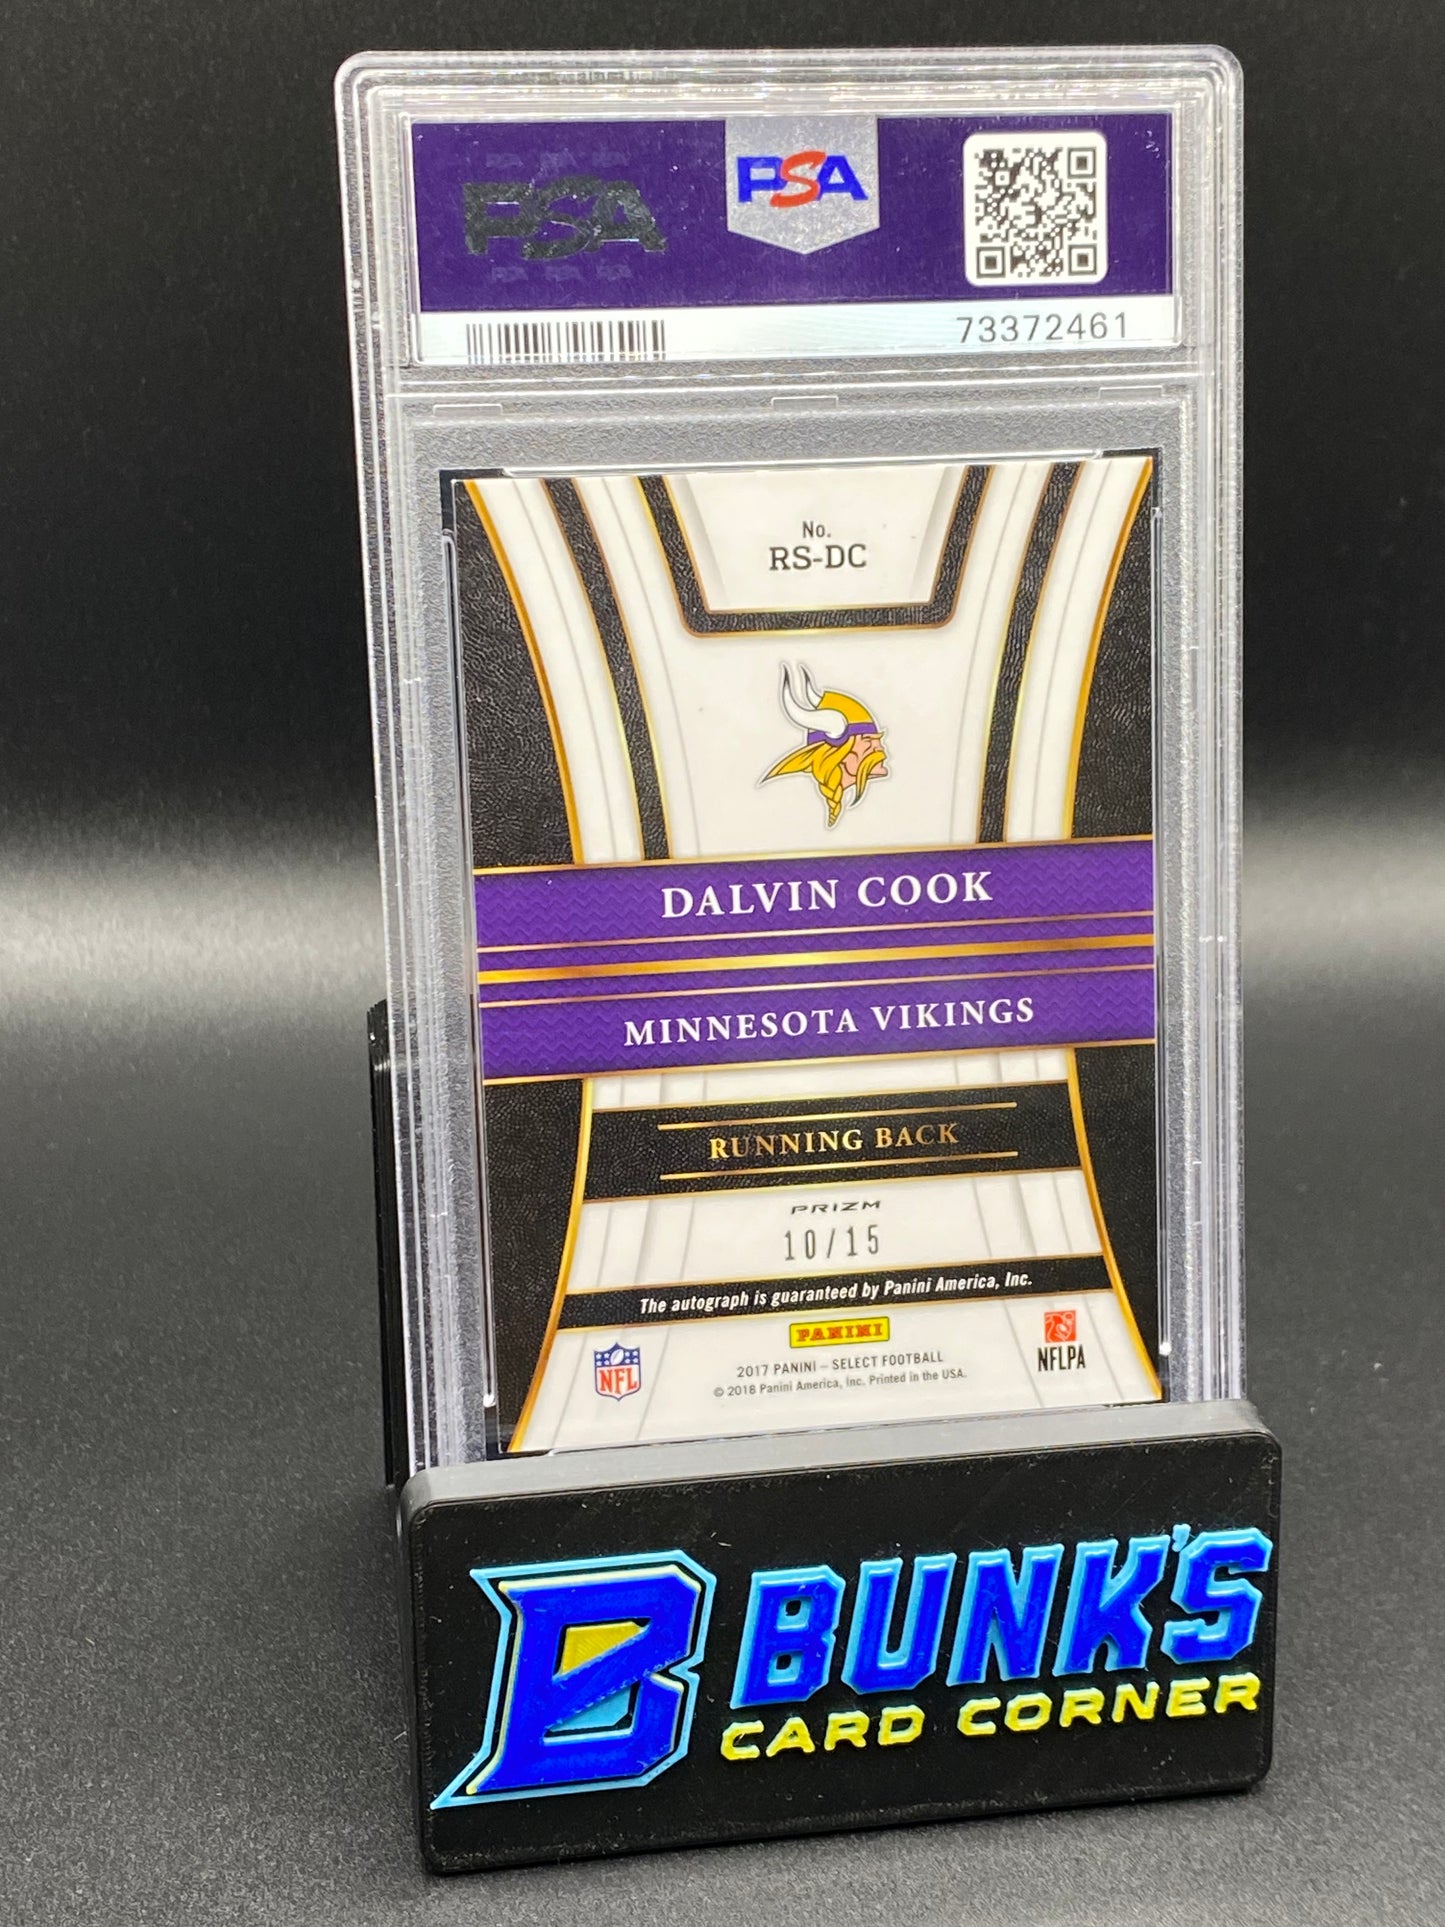 PSA
PSA
73372461
No.
RS-DC
DALVIN COOK
MINNESOTA VIKINGS
RUNNING BACK
PRIZM
10/15
The autograph is guaranteed by Panini America, Inc.
PANINI
NFL
2017 PANINI – SELECT FOOTBALL
© 2018 Panini America, Inc. Printed in the USA.
NFLPA
B BUNK'S
CARD CORNER